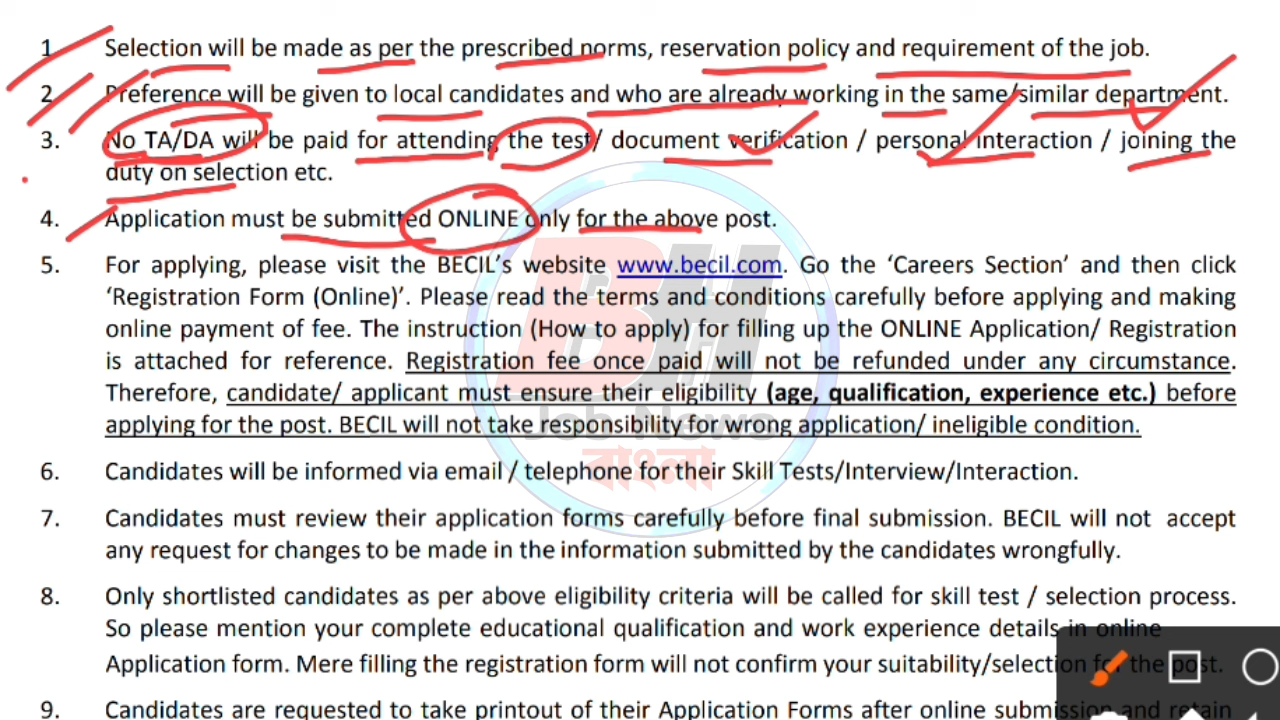 1. Selection will be made as per the prescribed norms, reservation policy and requirement of the job.
2. Preference will be given to local candidates and who are already working in the same/similar department.
3. No TA/DA will be paid for attending the test/ document verification / personal interaction / joining the
duty on selection etc.
4. Application must be submitted ONLINE only for the above post.
5. For applying, please visit the BECIL’s website www.becil.com. Go the ‘Careers Section’ and then click
‘Registration Form (Online)’. Please read the terms and conditions carefully before applying and making
online payment of fee. The instruction (How to apply) for filling up the ONLINE Application/ Registration
is attached for reference. Registration fee once paid will not be refunded under any circumstance.
Therefore, candidate/ applicant must ensure their eligibility (age, qualification, experience etc.) before
applying for the post. BECIL will not take responsibility for wrong application/ ineligible condition.
BH
Job News
বাংলা
6. Candidates will be informed via email / telephone for their Skill Tests/Interview/Interaction.
7. Candidates must review their application forms carefully before final submission. BECIL will not accept
any request for changes to be made in the information submitted by the candidates wrongfully.
8. Only shortlisted candidates as per above eligibility criteria will be called for skill test / selection process.
So please mention your complete educational qualification and work experience details in online
Application form. Mere filling the registration form will not confirm your suitability/selection for the post.
9. Candidates are requested to take printout of their Application Forms after online submission and retain